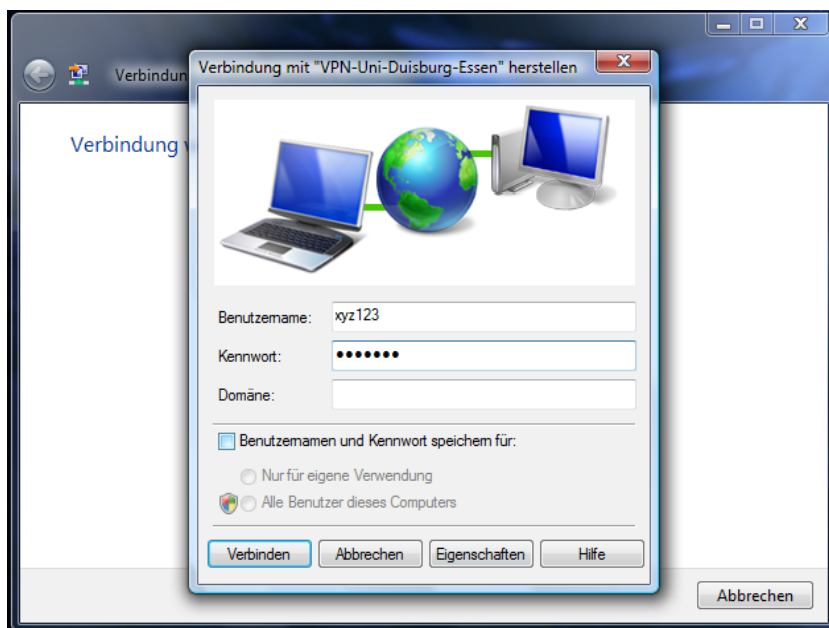 Verbindun
Verbindung mit "VPN-Uni-Duisburg-Essen" herstellen
Verbindung
Benutzername: xyz123
Kennwort: •••••••
Domäne:
Benutzernamen und Kennwort speichern für:
Nur für eigene Verwendung
Alle Benutzer dieses Computers
Verbinden Abbrechen Eigenschaften Hilfe
Abbrechen